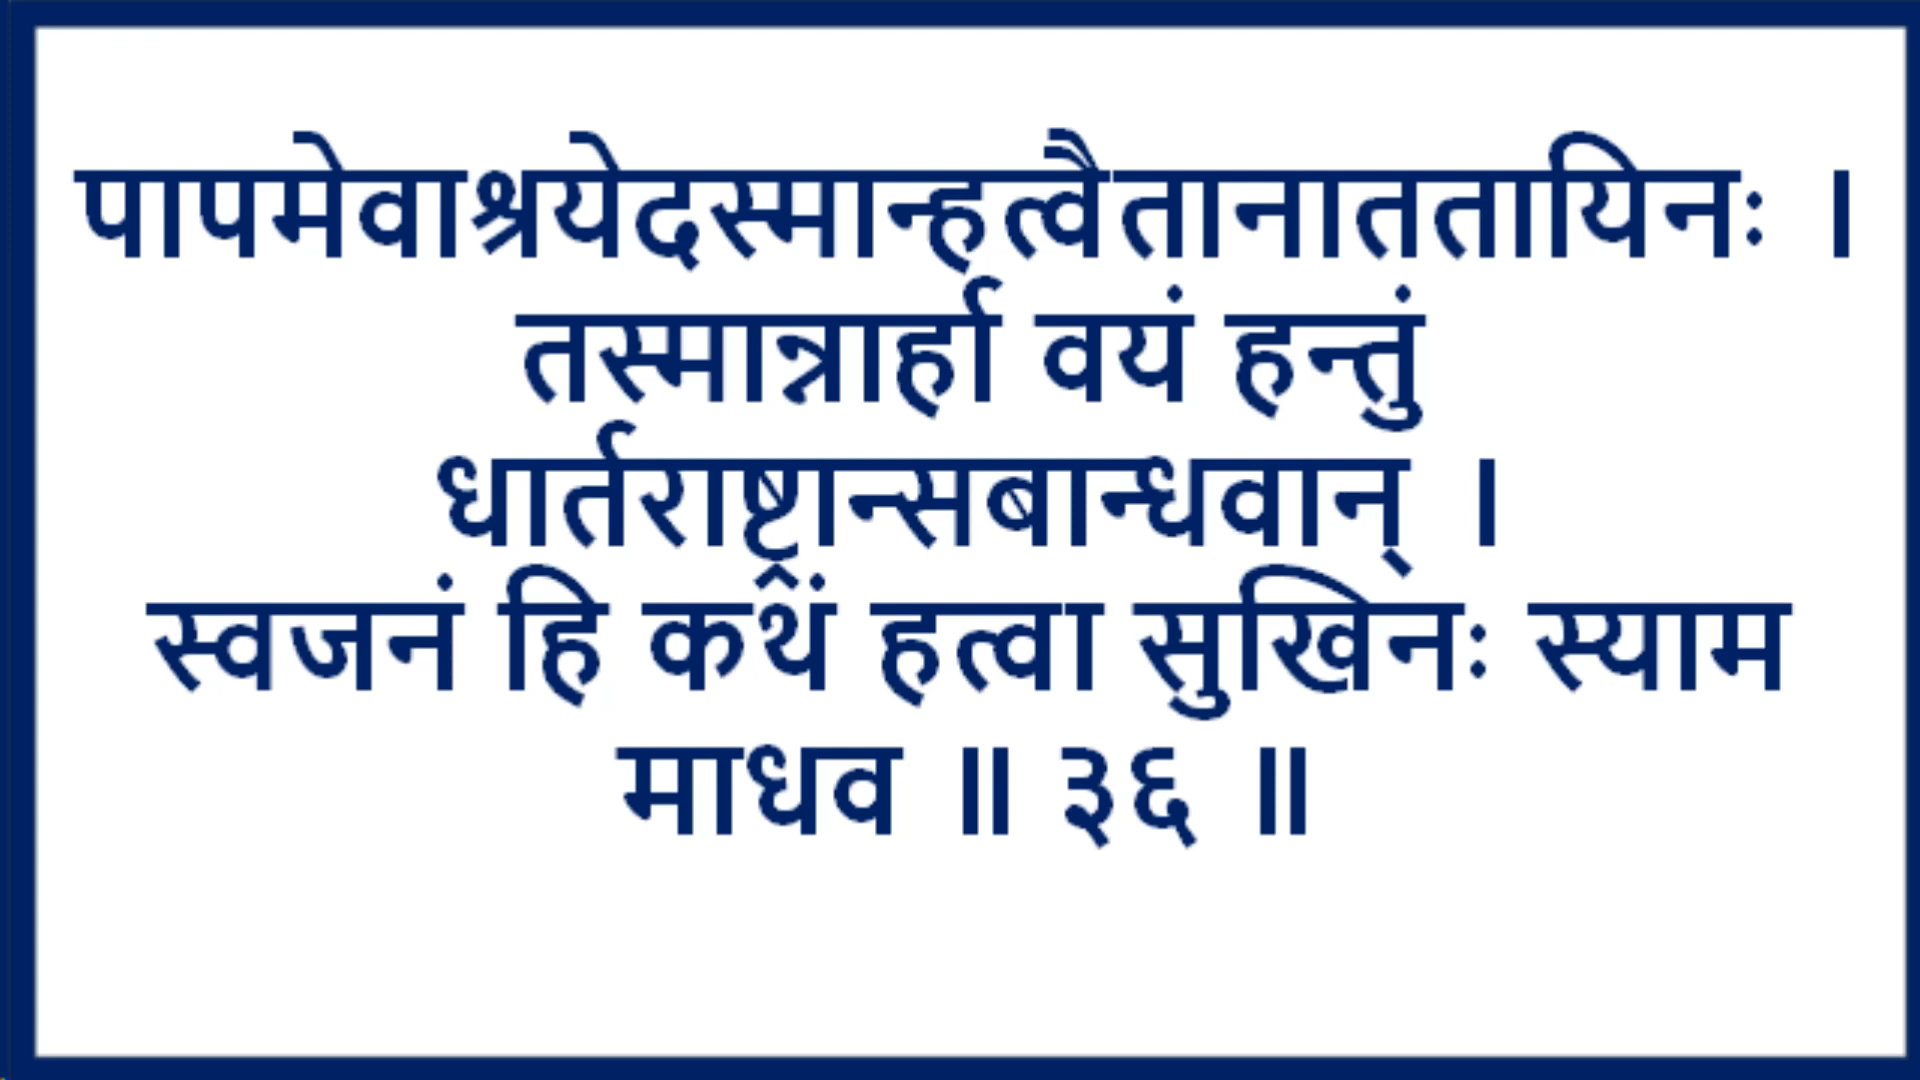 पापमेवाश्रयेदस्मान्हत्वैतानाततायिनः ।
तस्मान्नार्हा वयं हन्तुं
धार्तराष्ट्रान्सबान्धवान् ।
स्वजनं हि कथं हत्वा सुखिनः स्याम
माधव ॥ ३६ ॥